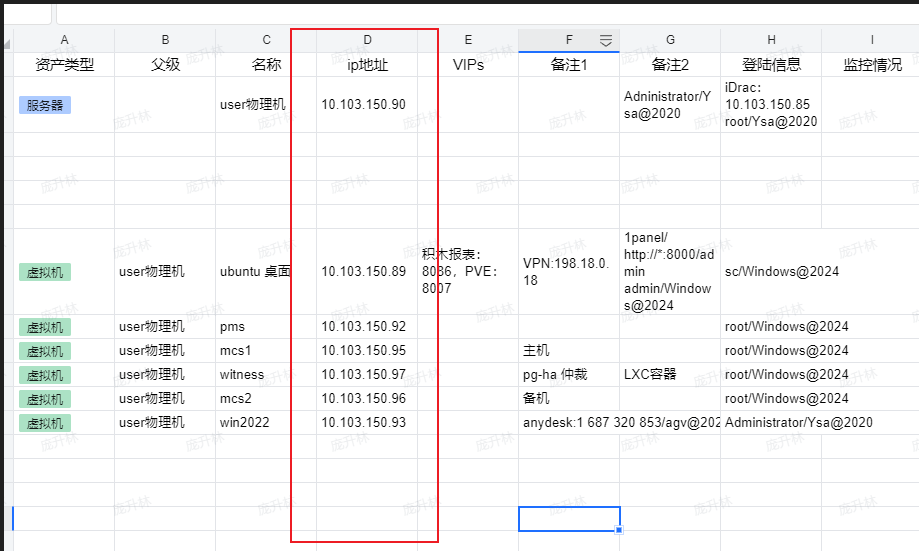 A B C D E F G H I
资产类型 父级 名称 ip地址 VIPs 备注1 备注2 登陆信息 监控情况
服务器 user物理机 10.103.150.90
Adninistrator/Y
sa@2020
iDrac：
10.103.150.85
root/Ysa@2020
虚拟机 user物理机 ubuntu 桌面 10.103.150.89
积木报表：
8086，PVE：
8007
VPN:198.18.0.
18
1panel/
http://*:8000/ad
min
admin/Window
s@2024
sc/Windows@2024
虚拟机 user物理机 pms 10.103.150.92 root/Windows@2024
虚拟机 user物理机 mcs1 10.103.150.95 主机 root/Windows@2024
虚拟机 user物理机 witness 10.103.150.97 pg-ha 仲裁 LXC容器 root/Windows@2024
虚拟机 user物理机 mcs2 10.103.150.96 备机 root/Windows@2024
虚拟机 user物理机 win2022 10.103.150.93 anydesk:1 687 320 853/agv@202 Administrator/Ysa@2020
庞升林